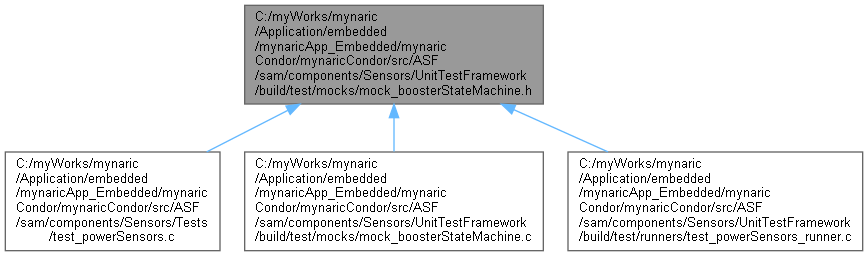 C:/myWorks/mynaric
/Application/embedded
/mynaricApp_Embedded/mynaric
Condor/mynaricCondor/src/ASF
/sam/components/Sensors/UnitTestFramework
/build/test/mocks/mock_boosterStateMachine.h
C:/myWorks/mynaric
/Application/embedded
/mynaricApp_Embedded/mynaric
Condor/mynaricCondor/src/ASF
/sam/components/Sensors/Tests
/test_powerSensors.c
C:/myWorks/mynaric
/Application/embedded
/mynaricApp_Embedded/mynaric
Condor/mynaricCondor/src/ASF
/sam/components/Sensors/UnitTestFramework
/build/test/mocks/mock_boosterStateMachine.c
C:/myWorks/mynaric
/Application/embedded
/mynaricApp_Embedded/mynaric
Condor/mynaricCondor/src/ASF
/sam/components/Sensors/UnitTestFramework
/build/test/runners/test_powerSensors_runner.c